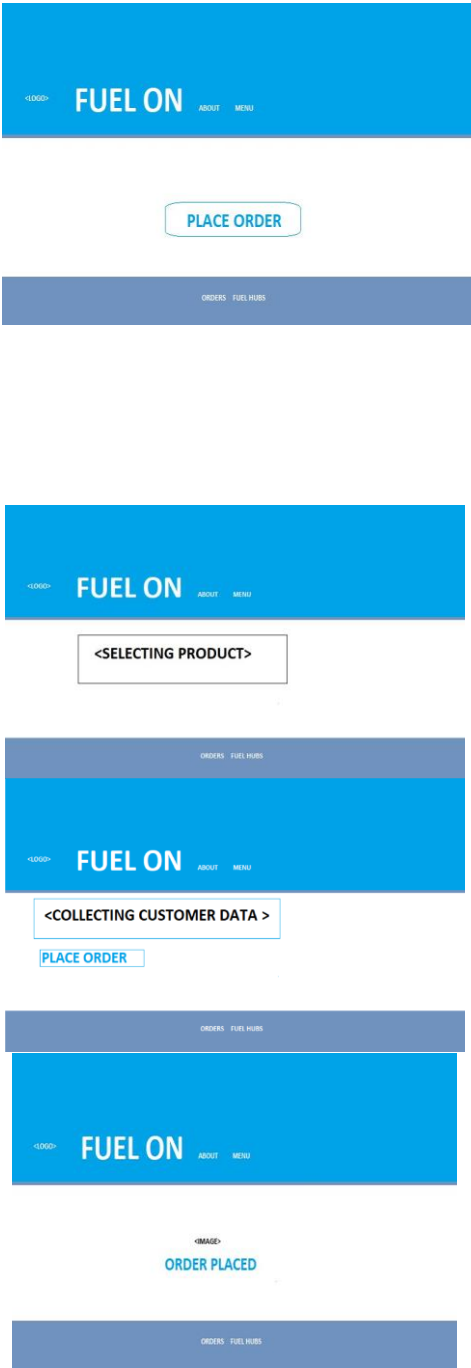 <LOGO> FUEL ON ABOUT MENU
PLACE ORDER
ORDERS FUEL HUBS
<LOGO> FUEL ON ABOUT MENU
<SELECTING PRODUCT>
ORDERS FUEL HUBS
<LOGO> FUEL ON ABOUT MENU
<COLLECTING CUSTOMER DATA >
PLACE ORDER
ORDERS FUEL HUBS
<LOGO> FUEL ON ABOUT MENU
<IMAGE>
ORDER PLACED
ORDERS FUEL HUBS